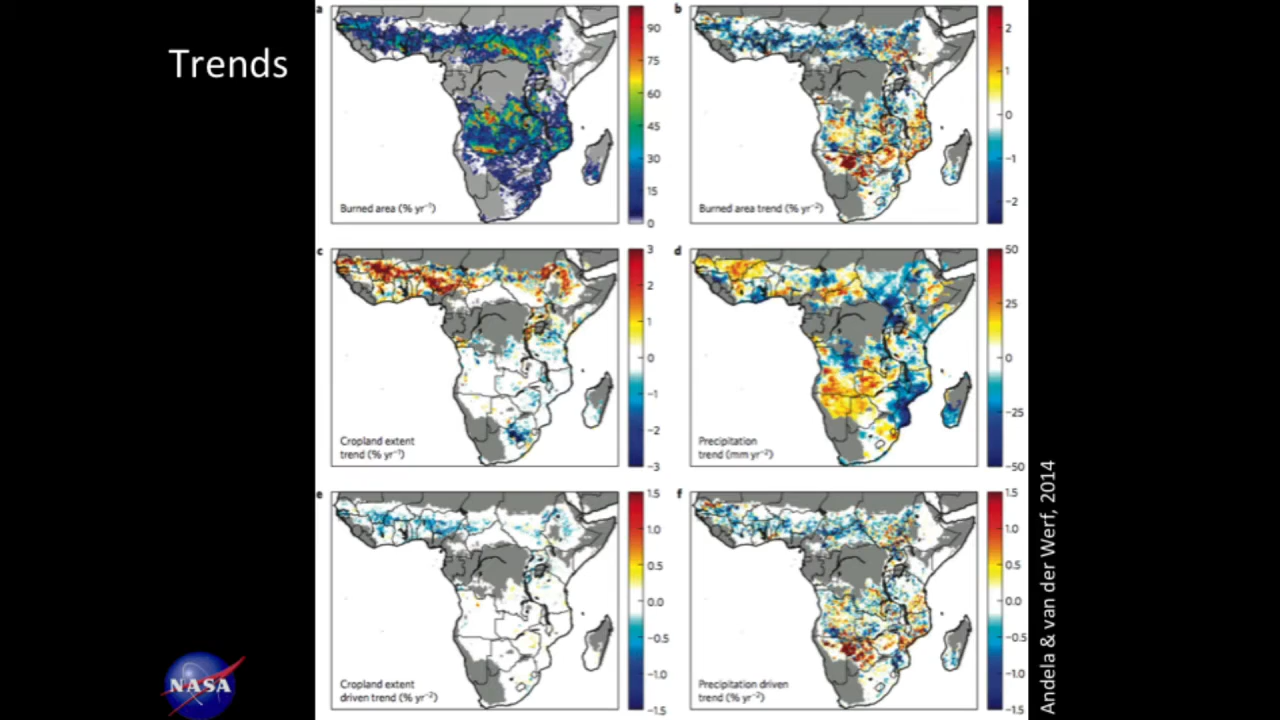 Trends
a
90
75
60
45
30
15
0
Burned area (% yr⁻¹)
b
2
1
0
−1
−2
Burned area trend (% yr⁻²)
c
3
2
1
0
−1
−2
−3
Cropland extent
trend (% yr⁻¹)
d
50
25
0
−25
−50
Precipitation
trend (mm yr⁻²)
e
1.5
1.0
0.5
0.0
−0.5
−1.0
−1.5
Cropland extent
driven trend (% yr⁻²)
f
1.5
1.0
0.5
0.0
−0.5
−1.0
−1.5
Precipitation driven
trend (% yr⁻²)
Andela & van der Werf, 2014
NASA